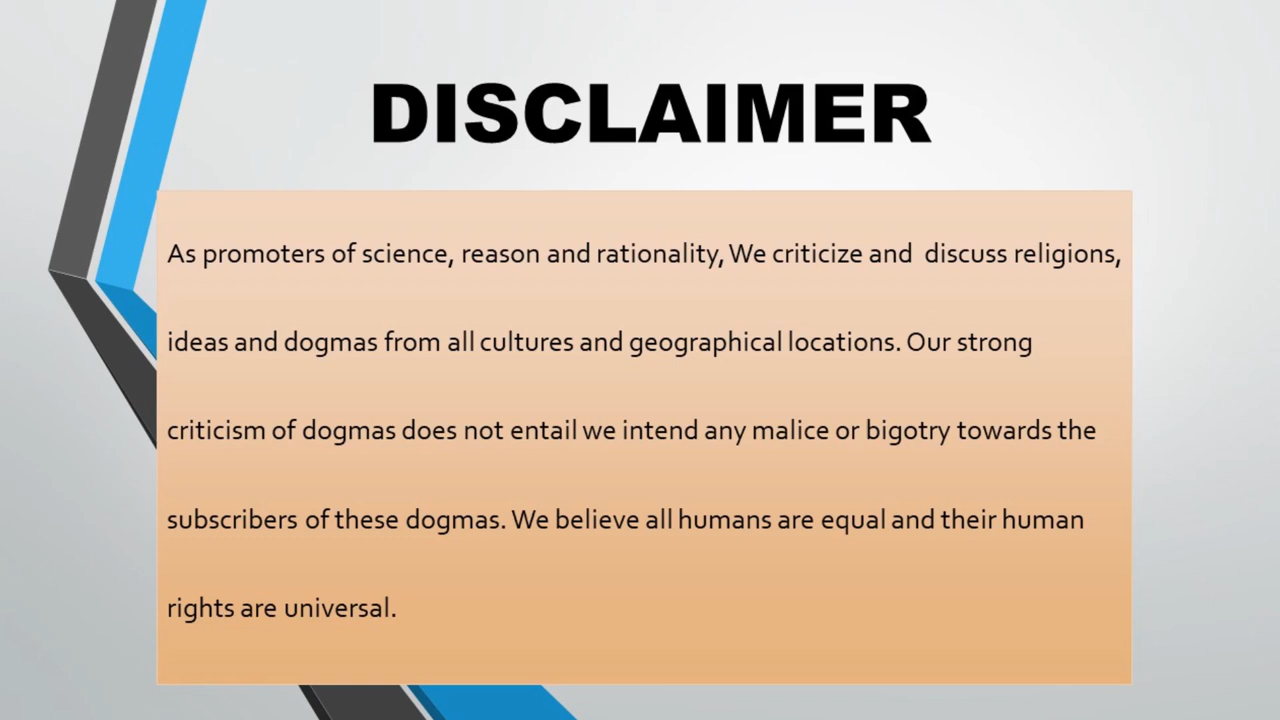 DISCLAIMER
As promoters of science, reason and rationality, We criticize and  discuss religions,
ideas and dogmas from all cultures and geographical locations. Our strong
criticism of dogmas does not entail we intend any malice or bigotry towards the
subscribers of these dogmas. We believe all humans are equal and their human
rights are universal.